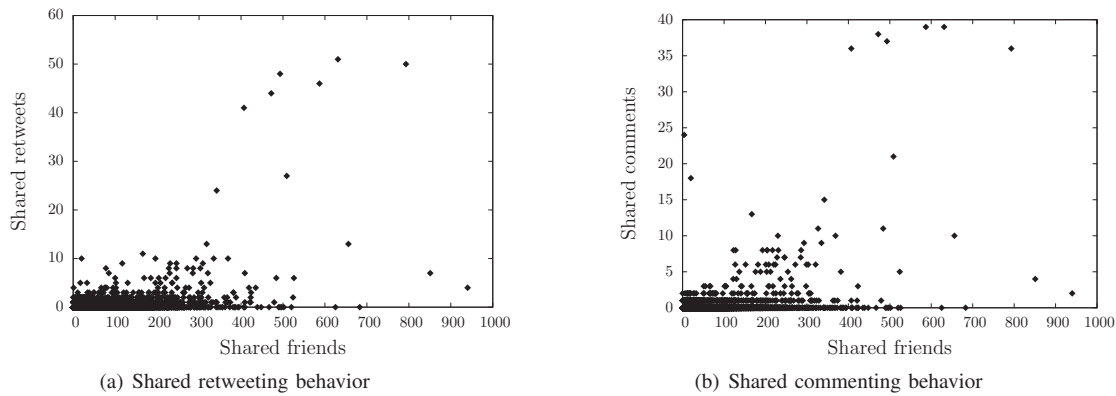 60
50
40
30
20
10
0
0 100 200 300 400 500 600 700 800 900 1000
Shared retweets
Shared friends
(a) Shared retweeting behavior
40
35
30
25
20
15
10
5
0
0 100 200 300 400 500 600 700 800 900 1000
Shared comments
Shared friends
(b) Shared commenting behavior